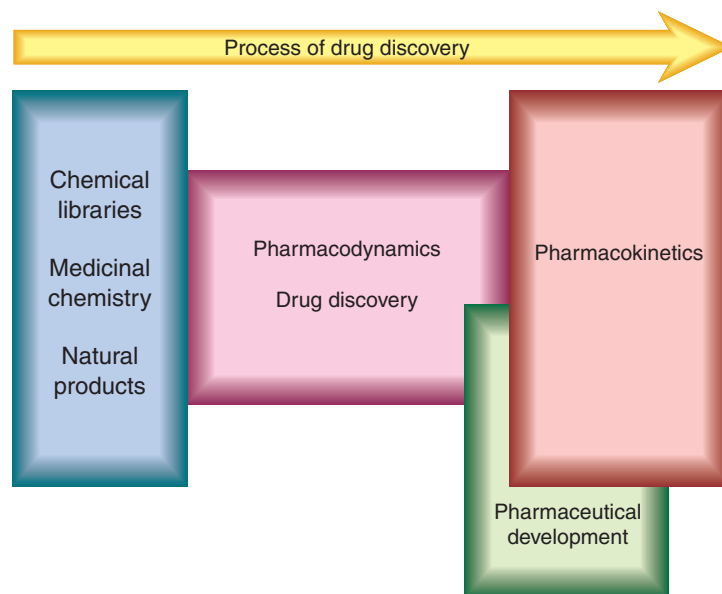 Process of drug discovery
Chemical
libraries
Medicinal
chemistry
Natural
products
Pharmacodynamics
Drug discovery
Pharmacokinetics
Pharmaceutical
development